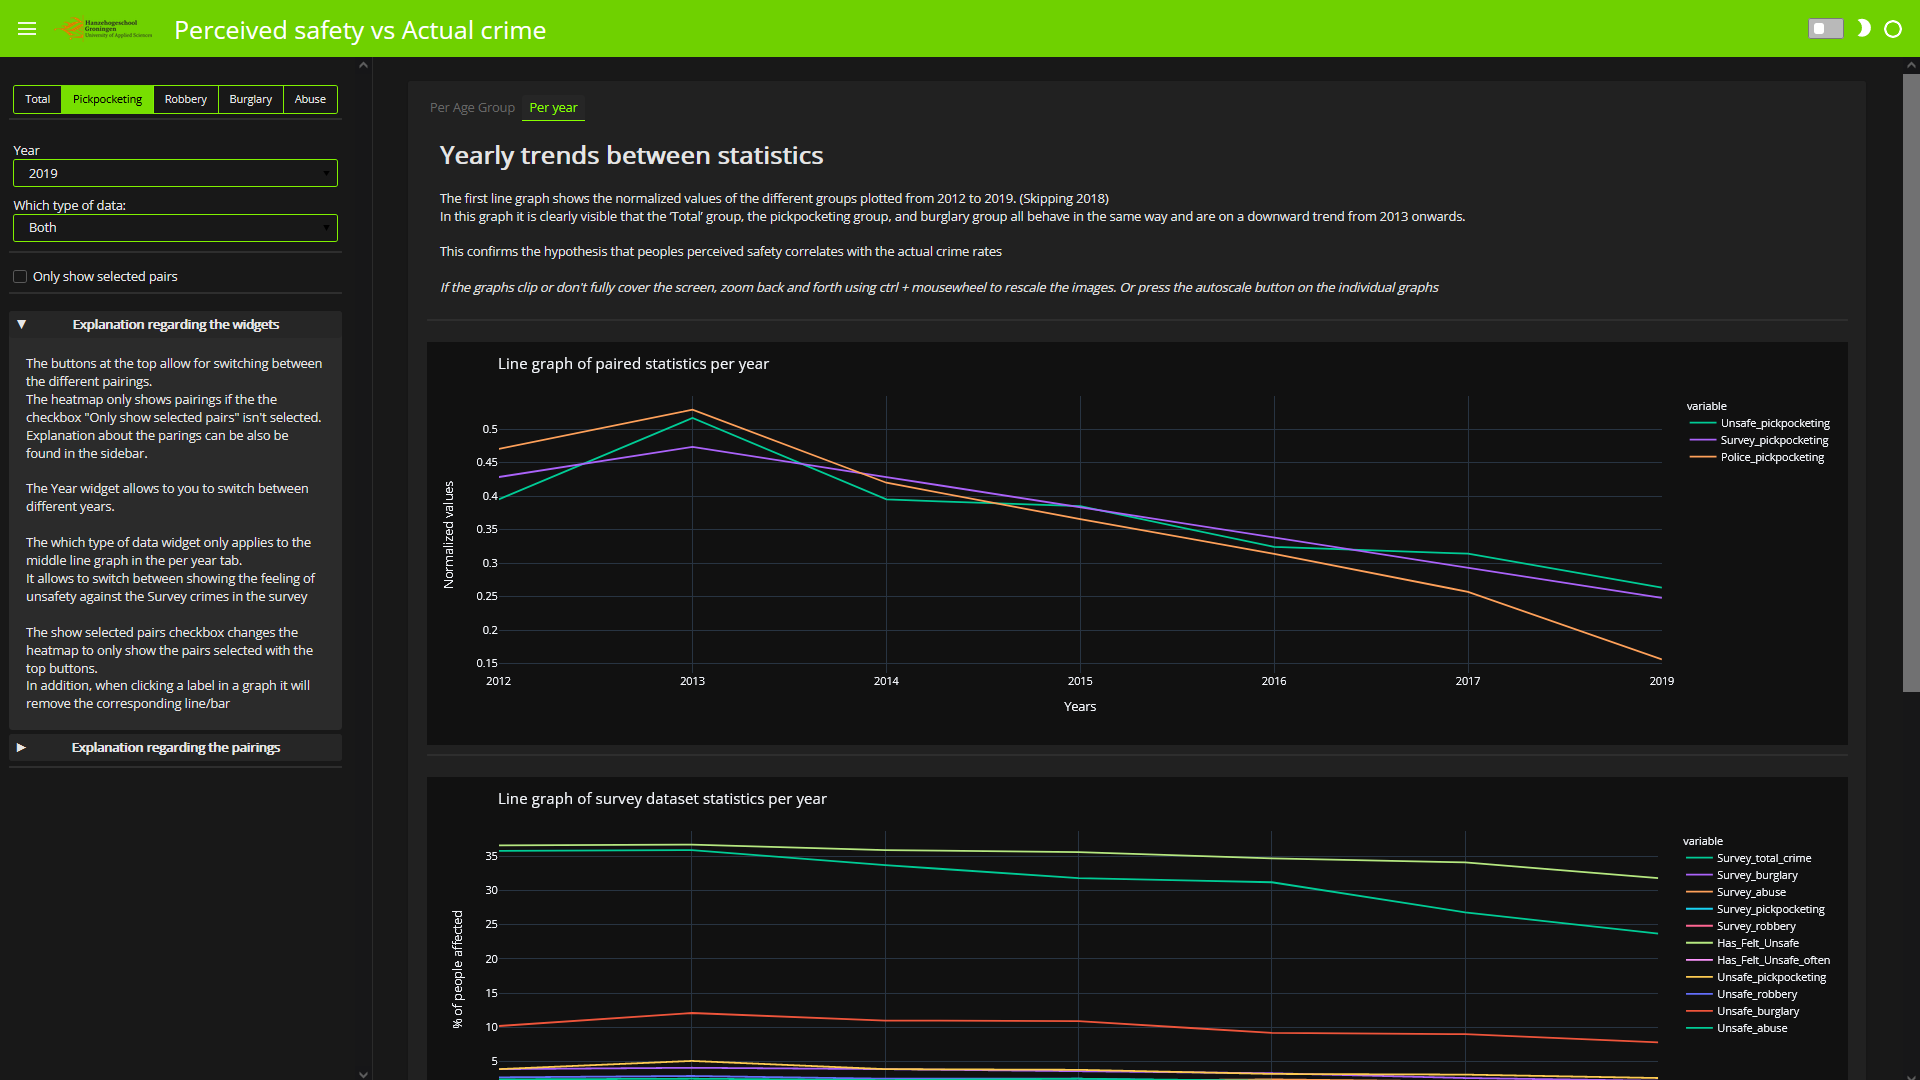 Hanzehogeschool
Groningen
University of Applied Sciences
Perceived safety vs Actual crime
Total
Pickpocketing
Robbery
Burglary
Abuse
Year
2019
Which type of data:
Both
Only show selected pairs
Explanation regarding the widgets
The buttons at the top allow for switching between
the different pairings.
The heatmap only shows pairings if the the
checkbox "Only show selected pairs" isn't selected.
Explanation about the parings can be also be
found in the sidebar.
The Year widget allows to you to switch between
different years.
The which type of data widget only applies to the
middle line graph in the per year tab.
It allows to switch between showing the feeling of
unsafety against the Survey crimes in the survey
The show selected pairs checkbox changes the
heatmap to only show the pairs selected with the
top buttons.
In addition, when clicking a label in a graph it will
remove the corresponding line/bar
Explanation regarding the pairings
Per Age Group
Per year
Yearly trends between statistics
The first line graph shows the normalized values of the different groups plotted from 2012 to 2019. (Skipping 2018)
In this graph it is clearly visible that the 'Total' group, the pickpocketing group, and burglary group all behave in the same way and are on a downward trend from 2013 onwards.
This confirms the hypothesis that peoples perceived safety correlates with the actual crime rates
If the graphs clip or don't fully cover the screen, zoom back and forth using ctrl + mousewheel to rescale the images. Or press the autoscale button on the individual graphs
Line graph of paired statistics per year
Normalized values
0.5
0.45
0.4
0.35
0.3
0.25
0.2
0.15
2012
2013
2014
2015
2016
2017
2019
Years
variable
Unsafe_pickpocketing
Survey_pickpocketing
Police_pickpocketing
Line graph of survey dataset statistics per year
% of people affected
35
30
25
20
15
10
5
variable
Survey_total_crime
Survey_burglary
Survey_abuse
Survey_pickpocketing
Survey_robbery
Has_Felt_Unsafe
Has_Felt_Unsafe_often
Unsafe_pickpocketing
Unsafe_robbery
Unsafe_burglary
Unsafe_abuse